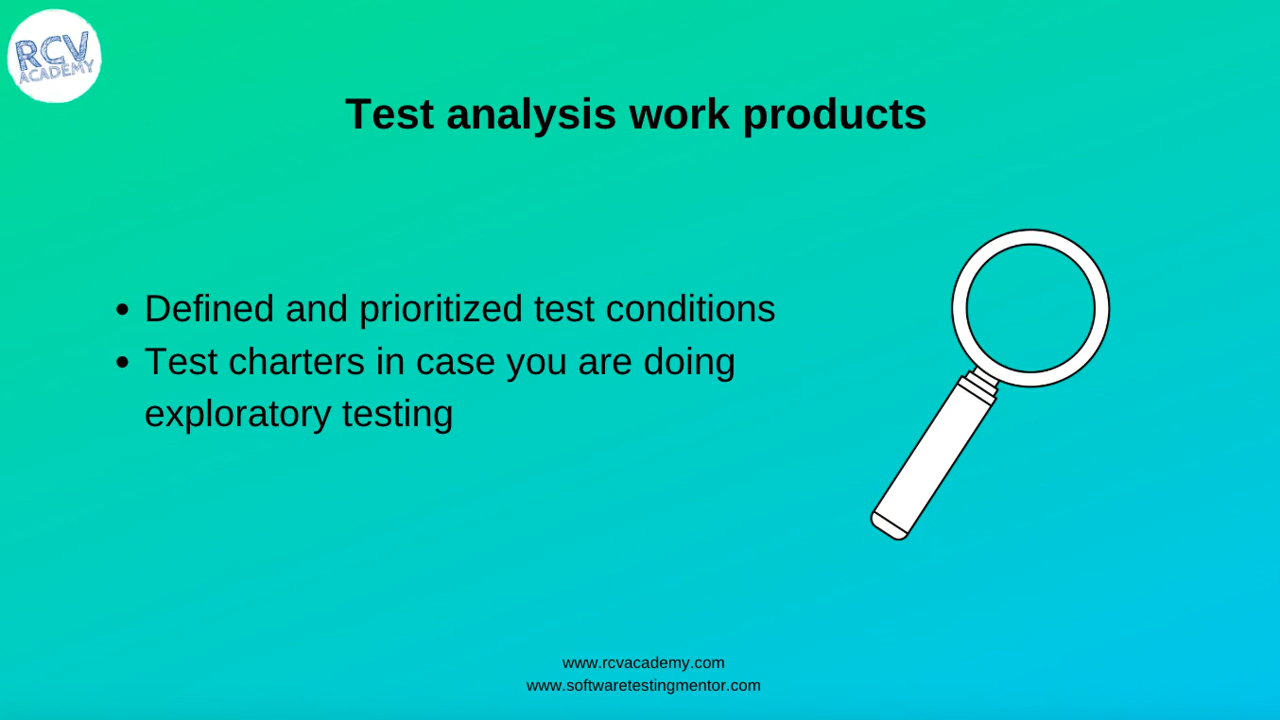 RCV
ACADEMY
Test analysis work products
• Defined and prioritized test conditions
• Test charters in case you are doing
exploratory testing
www.rcvacademy.com
www.softwaretestingmentor.com